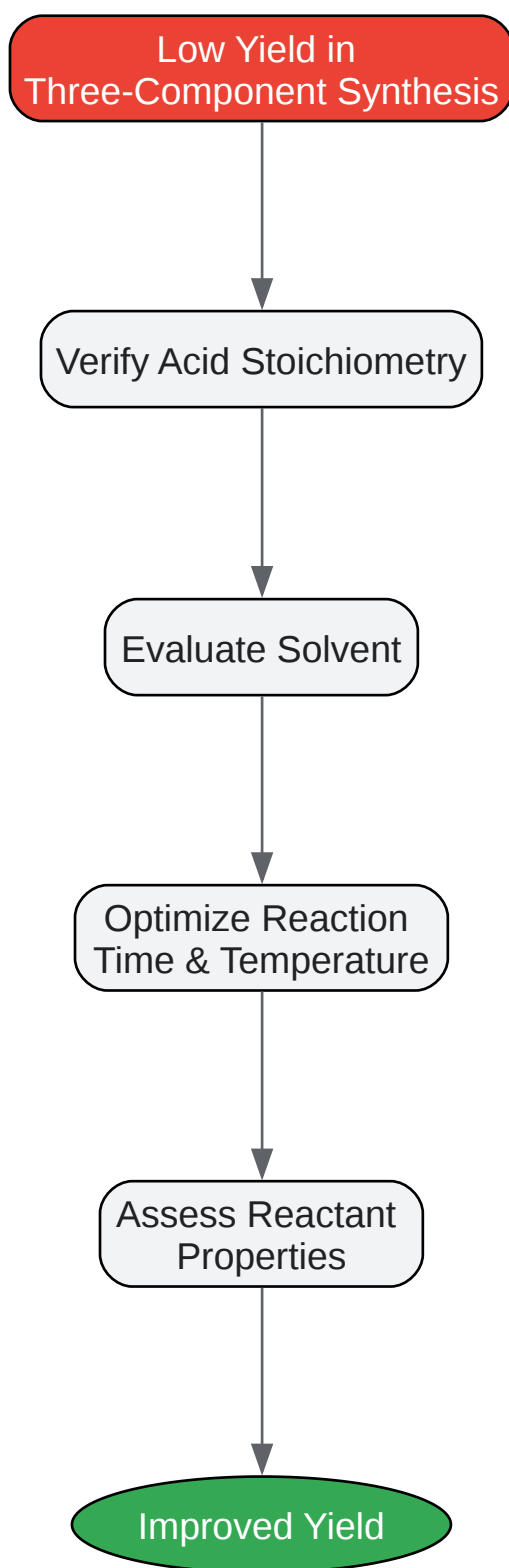 Low Yield in
Three-Component Synthesis
Verify Acid Stoichiometry
Evaluate Solvent
Optimize Reaction
Time & Temperature
Assess Reactant
Properties
Improved Yield